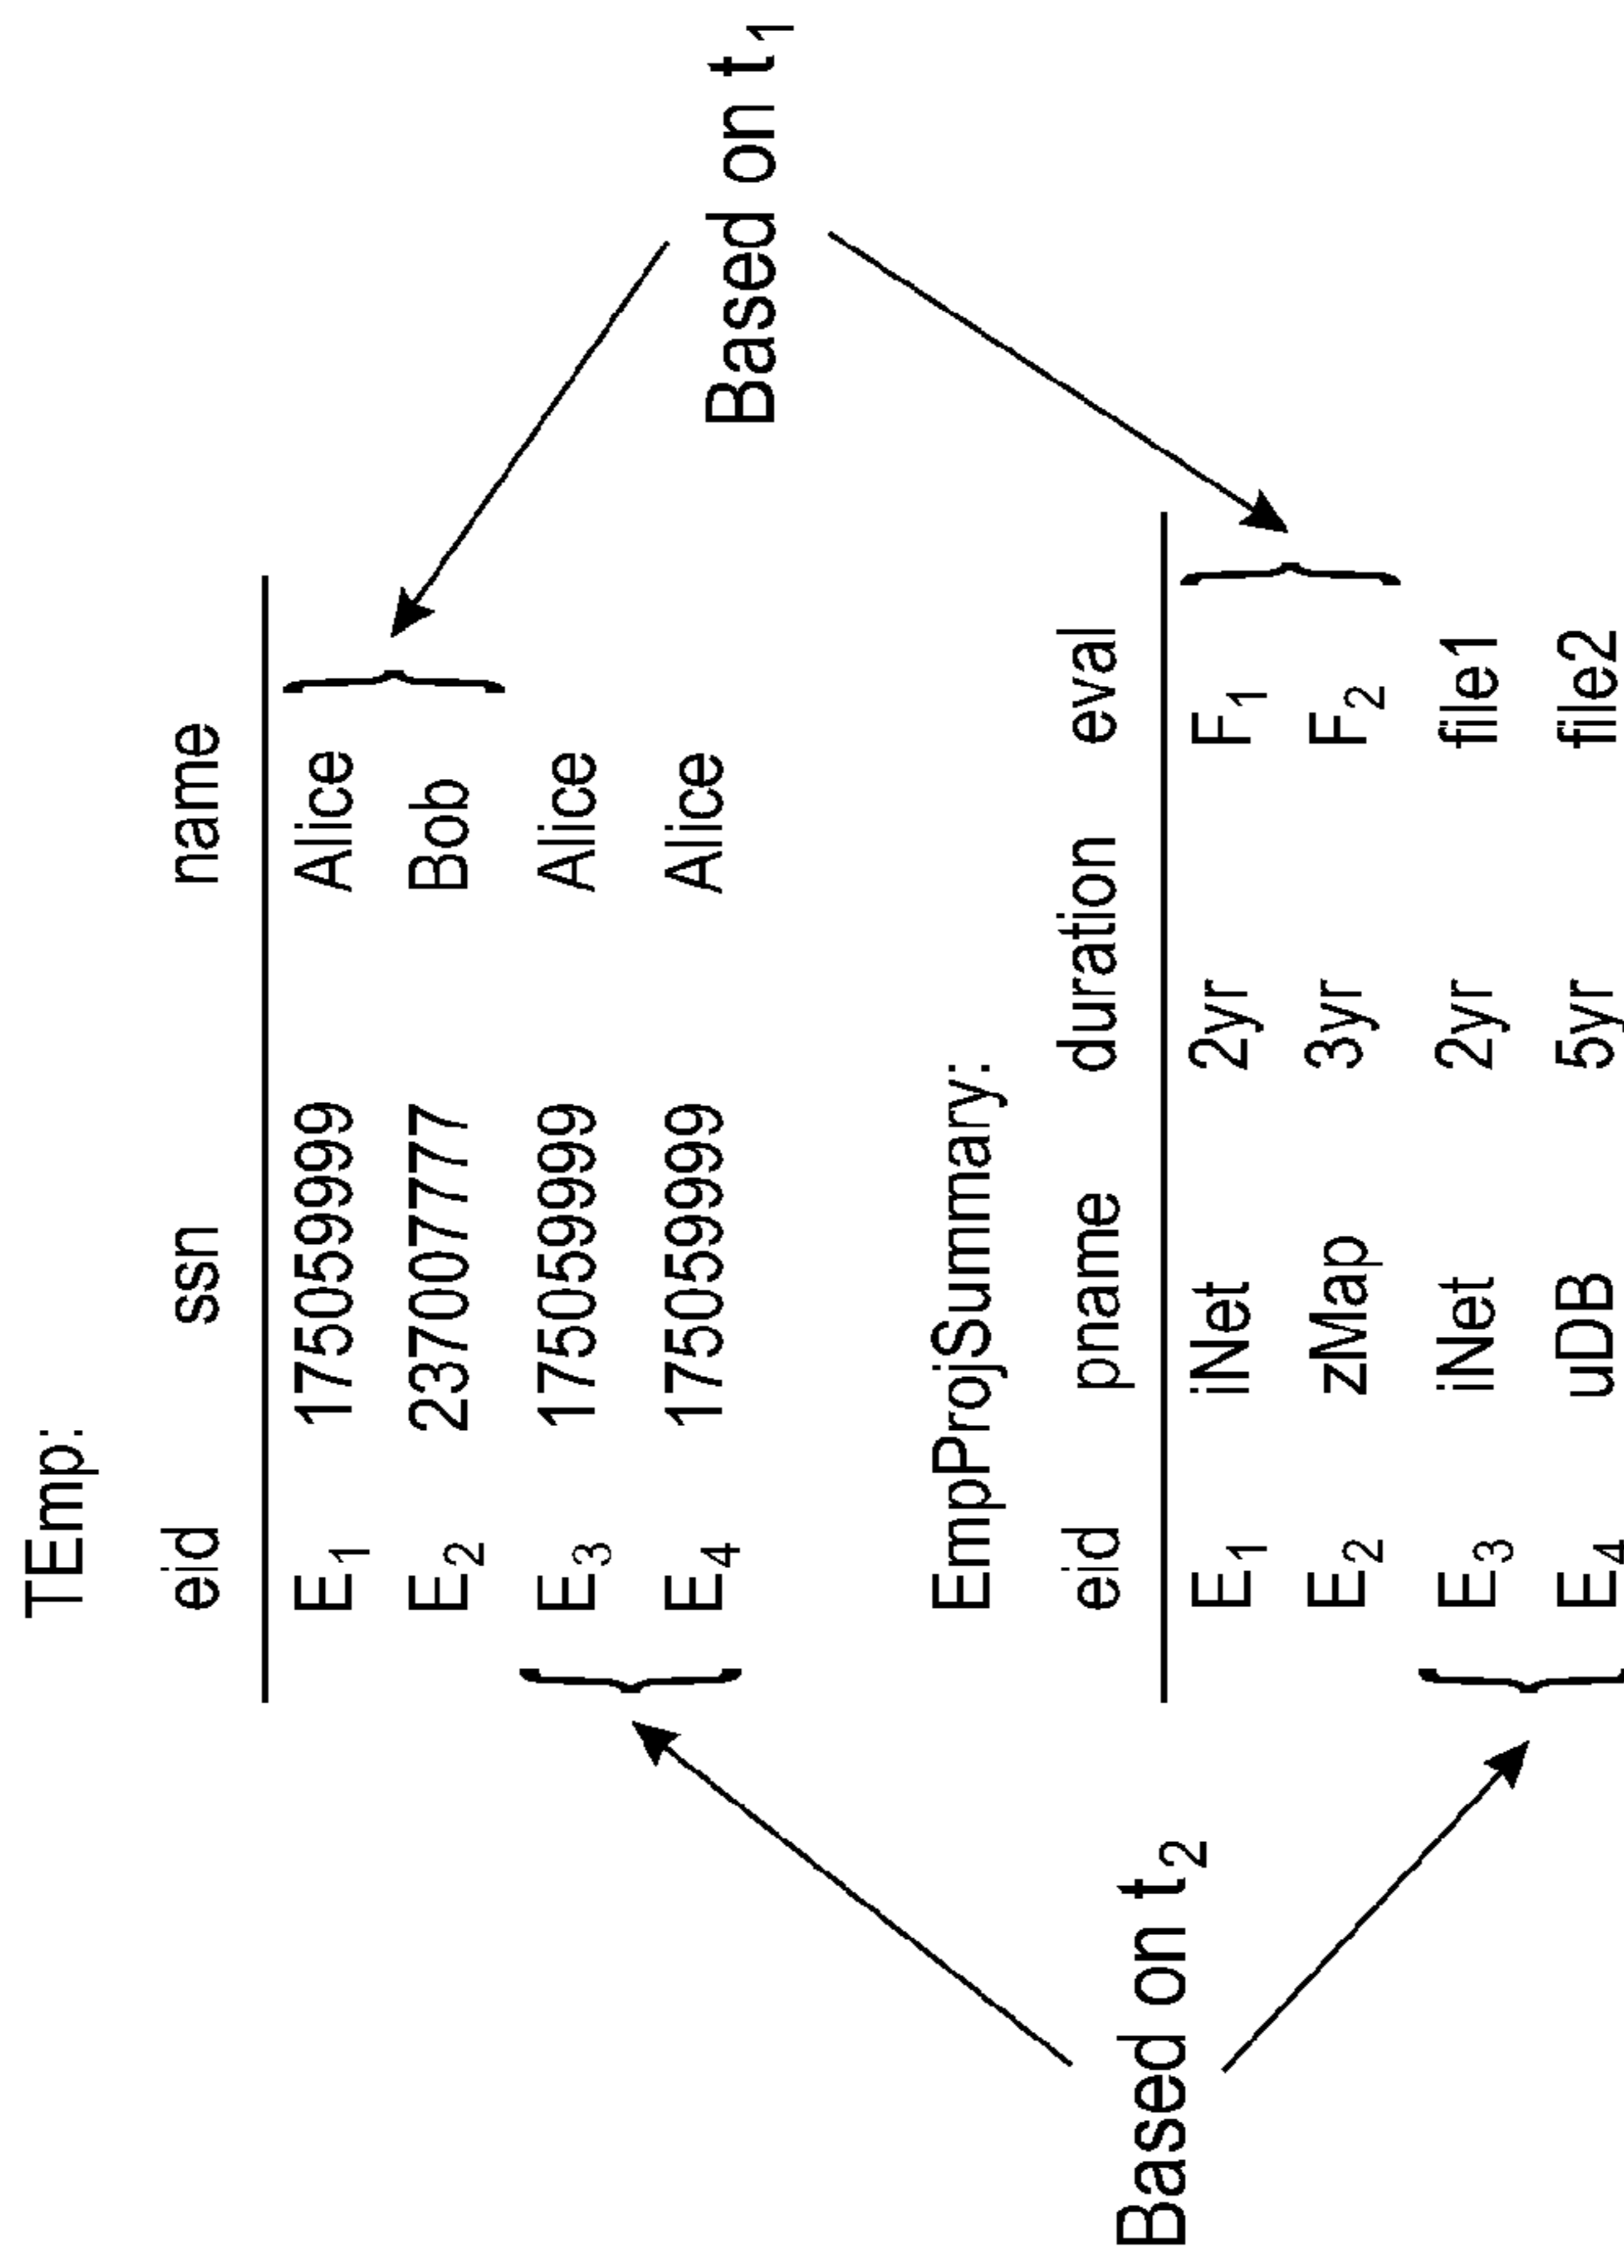 TEmp:
eid ssn name
E₁ 175059999 Alice
E₂ 237007777 Bob
E₃ 175059999 Alice
E₄ 175059999 Alice
Based on t₁
EmpProjSummary:
eid pname duration eval
E₁ iNet 2yr F₁
E₂ zMap 3yr F₂
E₃ iNet 2yr file1
E₄ uDB 5yr file2
Based on t₂